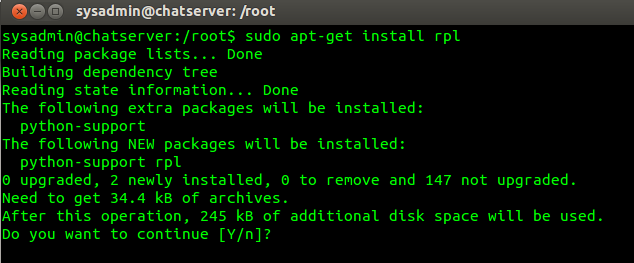 sysadmin@chatserver: /root
sysadmin@chatserver:/root$ sudo apt-get install rpl
Reading package lists... Done
Building dependency tree
Reading state information... Done
The following extra packages will be installed:
  python-support
The following NEW packages will be installed:
  python-support rpl
0 upgraded, 2 newly installed, 0 to remove and 147 not upgraded.
Need to get 34.4 kB of archives.
After this operation, 245 kB of additional disk space will be used.
Do you want to continue [Y/n]?